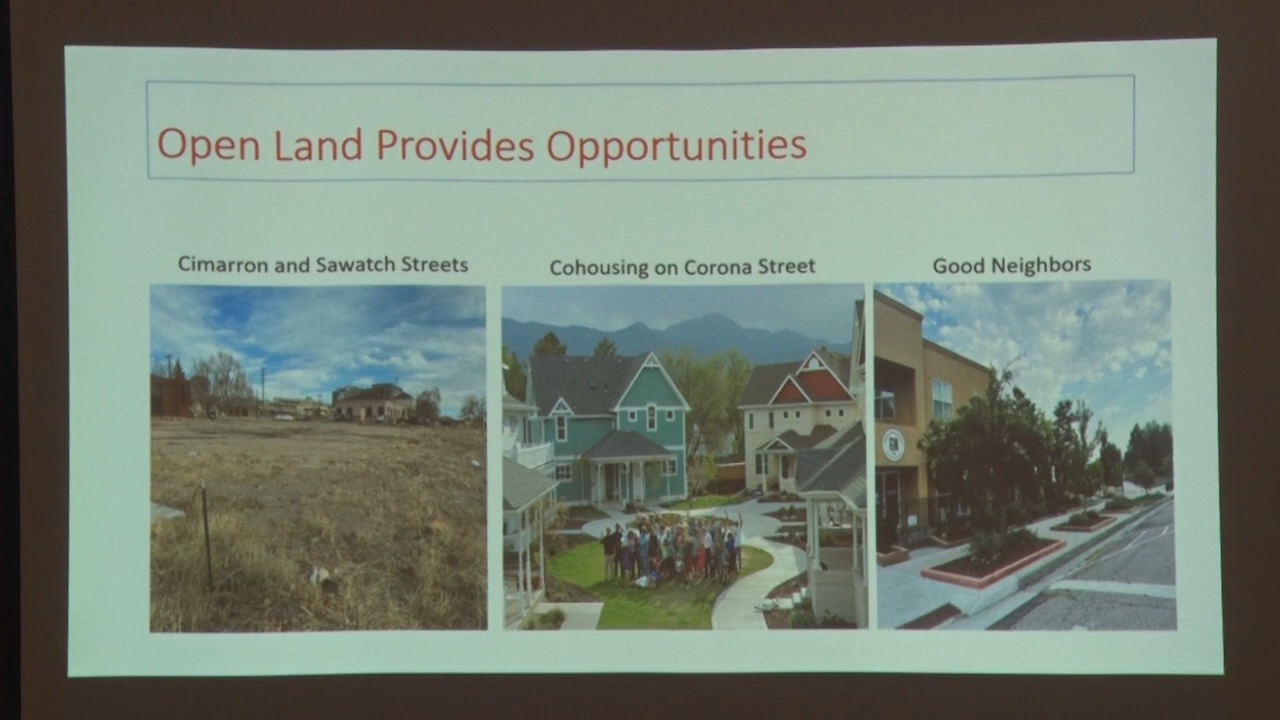 Open Land Provides Opportunities
Cimarron and Sawatch Streets
Cohousing on Corona Street
Good Neighbors